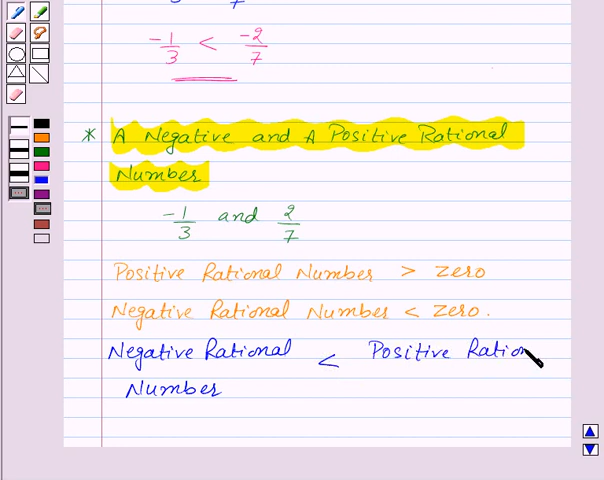 -1/3 < -2/7
* A Negative and A Positive Rational
Number
-1/3 and 2/7
Positive Rational Number > zero
Negative Rational Number < zero.
Negative Rational < Positive Ratio
Number